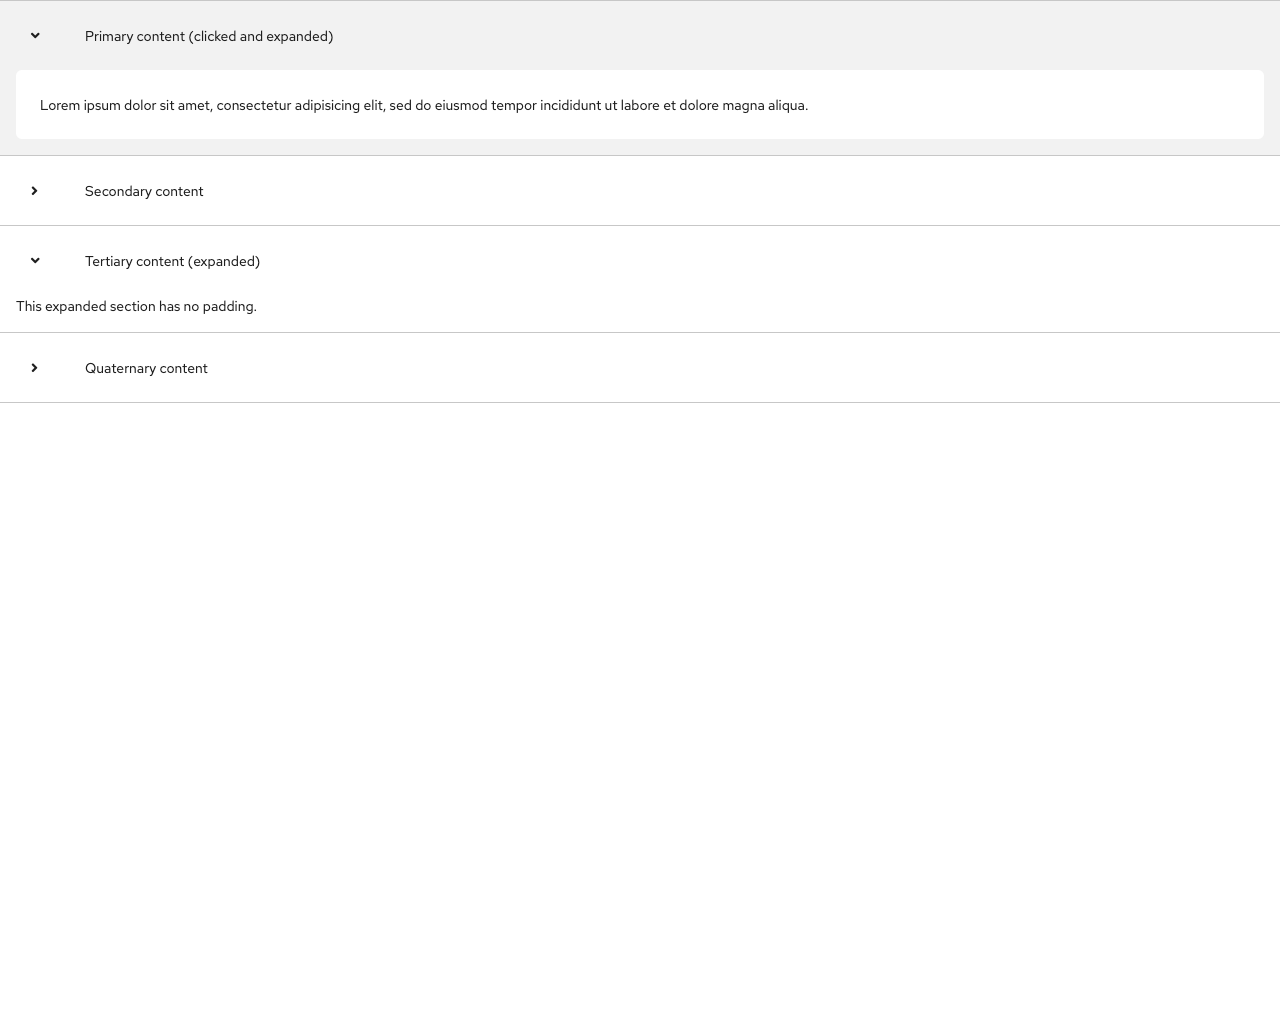 Primary content (clicked and expanded)
Lorem ipsum dolor sit amet, consectetur adipisicing elit, sed do eiusmod tempor incididunt ut labore et dolore magna aliqua.
Secondary content
Tertiary content (expanded)
This expanded section has no padding.
Quaternary content